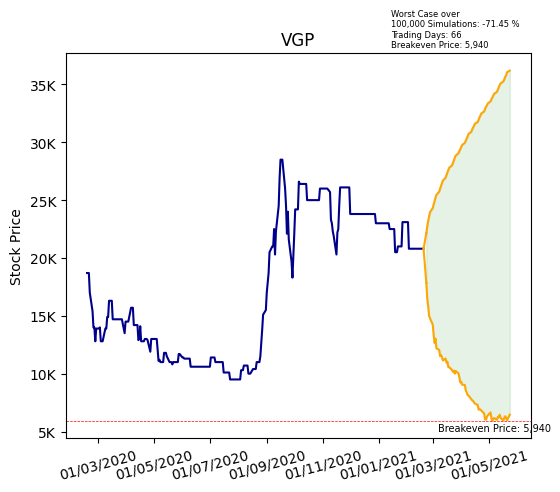 Worst Case over
100,000 Simulations: -71.45 %
Trading Days: 66
Breakeven Price: 5,940
VGP
35K
30K
25K
20K
15K
10K
5K
Stock Price
Breakeven Price: 5,940
01/03/2020
01/05/2020
01/07/2020
01/09/2020
01/11/2020
01/01/2021
01/03/2021
01/05/2021